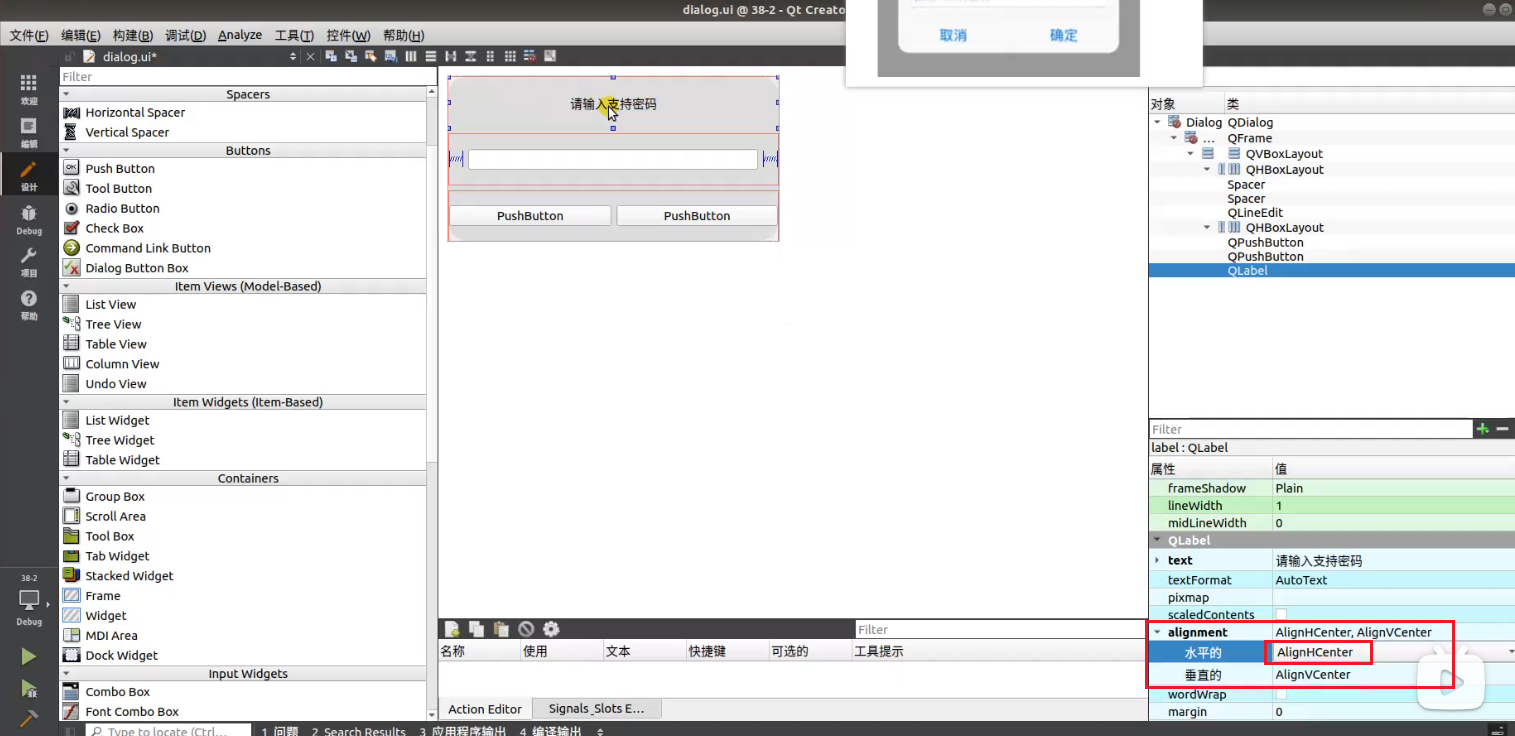 dialog.ui @ 38-2 - Qt Creato
文件(F) 编辑(E) 构建(B) 调试(D) Analyze 工具(T) 控件(W) 帮助(H)
dialog.ui*
取消 确定
欢迎
编辑
设计
Debug
项目
帮助
38-2
Debug
Filter
Spacers
Horizontal Spacer
Vertical Spacer
Buttons
Push Button
Tool Button
Radio Button
Check Box
Command Link Button
Dialog Button Box
Item Views (Model-Based)
List View
Tree View
Table View
Column View
Undo View
Item Widgets (Item-Based)
List Widget
Tree Widget
Table Widget
Containers
Group Box
Scroll Area
Tool Box
Tab Widget
Stacked Widget
Frame
Widget
MDI Area
Dock Widget
Input Widgets
Combo Box
Font Combo Box
请输入支持密码
PushButton PushButton
Filter
名称 使用 文本 快捷键 可选的 工具提示
Action Editor Signals_Slots E...
对象 类
Dialog QDialog
... QFrame
QVBoxLayout
QHBoxLayout
Spacer
Spacer
QLineEdit
QHBoxLayout
QPushButton
QPushButton
QLabel
Filter
label : QLabel
属性 值
frameShadow Plain
lineWidth 1
midLineWidth 0
QLabel
text 请输入支持密码
textFormat AutoText
pixmap
scaledContents
alignment AlignHCenter, AlignVCenter
水平的 AlignHCenter
垂直的 AlignVCenter
wordWrap
margin 0
Type to locate (Ctrl... 1 问题 2 Search Results 3 应用程序输出 4 编译输出